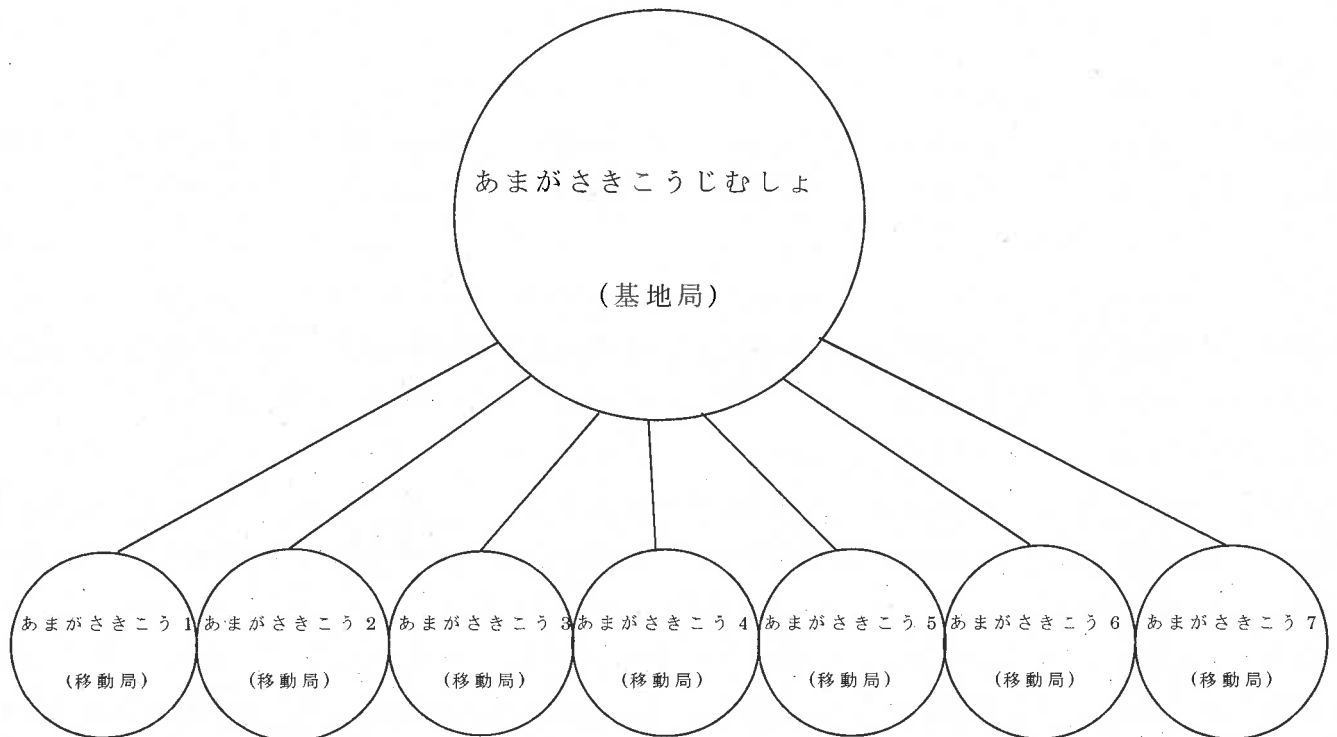 あまがさきこうじむしょ
(基地局)
あまがさきこう1
(移動局)
あまがさきこう2
(移動局)
あまがさきこう3
(移動局)
あまがさきこう4
(移動局)
あまがさきこう5
(移動局)
あまがさきこう6
(移動局)
あまがさきこう7
(移動局)